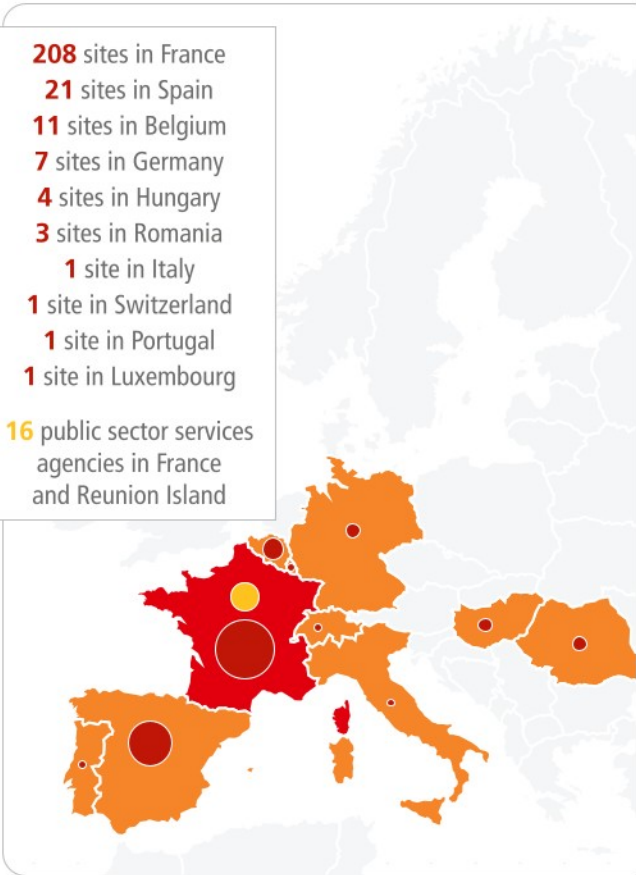 208 sites in France
21 sites in Spain
11 sites in Belgium
7 sites in Germany
4 sites in Hungary
3 sites in Romania
1 site in Italy
1 site in Switzerland
1 site in Portugal
1 site in Luxembourg
16 public sector services
agencies in France
and Reunion Island